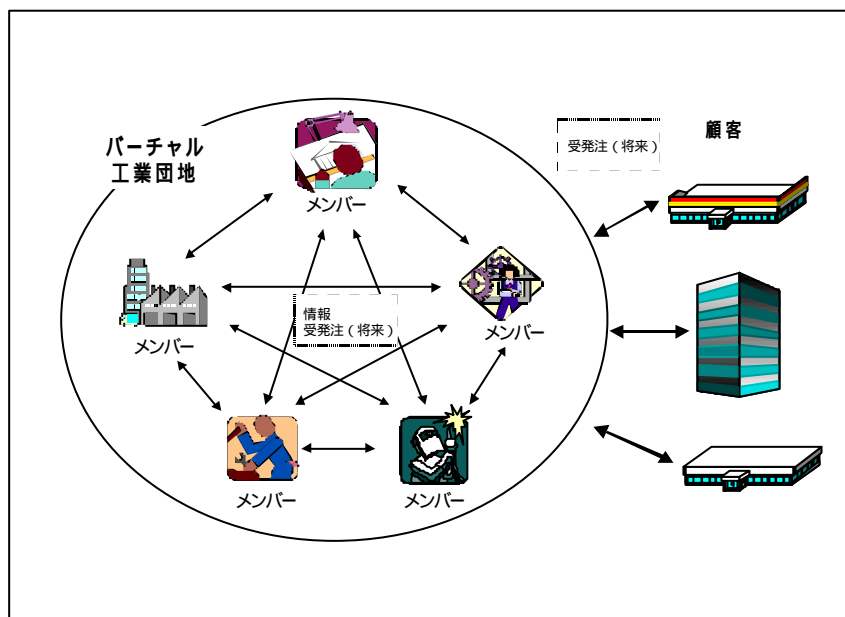 バーチャル
工業団地
メンバー
メンバー
メンバー
メンバー
メンバー
情報
受発注（将来）
受発注（将来）
顧客